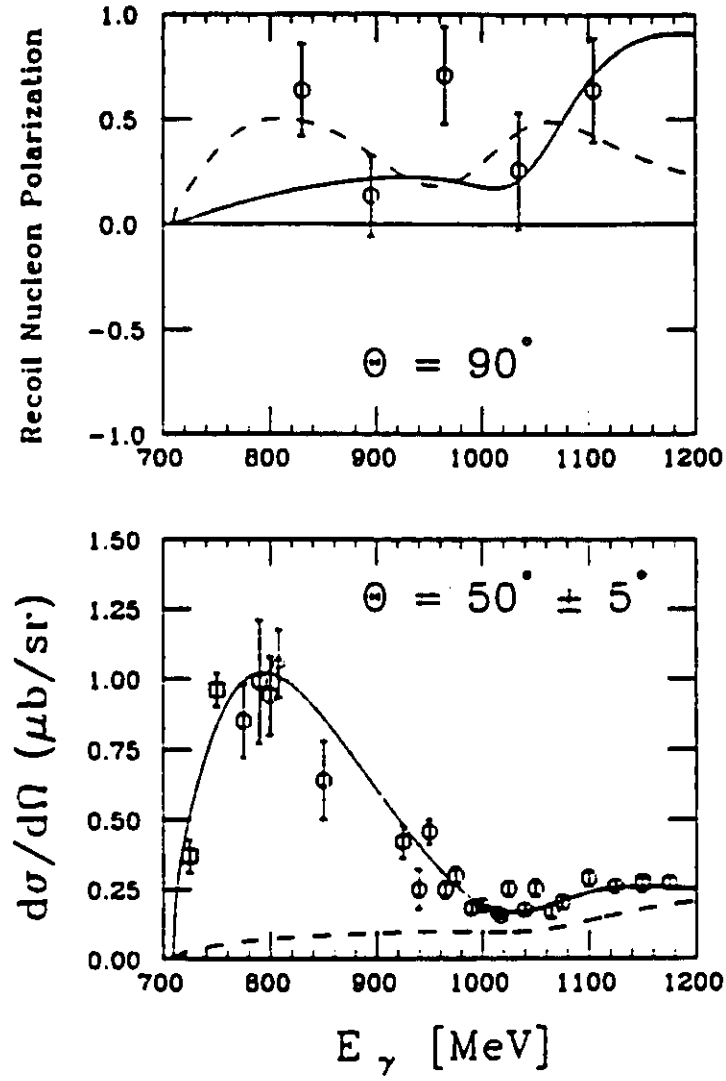 Recoil Nucleon Polarization
1.0
0.5
0.0
-0.5
-1.0
Θ = 90°
700 800 900 1000 1100 1200
dσ/dΩ (μb/sr)
1.50
1.25
1.00
0.75
0.50
0.25
0.00
Θ = 50° ± 5°
700 800 900 1000 1100 1200
E γ [MeV]